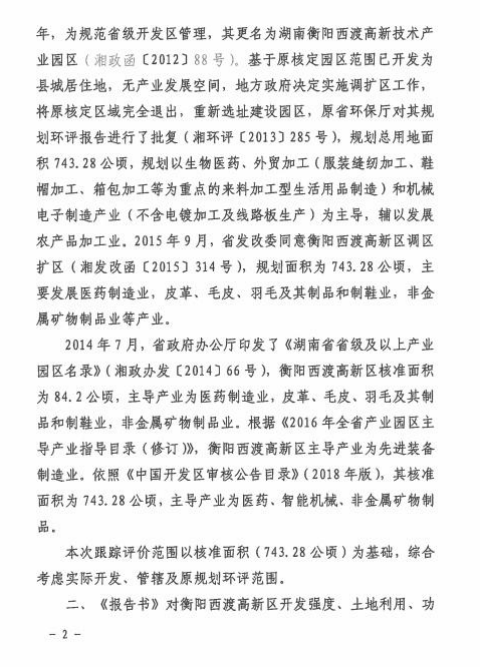 年，为规范省级开发区管理，其更名为湖南衡阳西渡高新技术产
业园区（湘政函〔2012〕88号）。基于原核定园区范围已开发为
县城居住地，无产业发展空间，地方政府决定实施调扩区工作，
将原核定区域完全退出，重新选址建设园区，原省环保厅对其规
划环评报告进行了批复（湘环评〔2013〕285号），规划总用地面
积743.28公顷，规划以生物医药、外贸加工（服装缝纫加工、鞋
帽加工、箱包加工等为重点的来料加工型生活用品制造）和机械
电子制造产业（不含电镀加工及线路板生产）为主导，辅以发展
农产品加工业。2015年9月，省发改委同意衡阳西渡高新区调区
扩区（湘发改函〔2015〕314号），规划面积为743.28公顷，主
要发展医药制造业，皮革、毛皮、羽毛及其制品和制鞋业，非金
属矿物制品业等产业。
2014年7月，省政府办公厅印发了《湖南省省级及以上产业
园区名录》（湘政办发〔2014〕66号），衡阳西渡高新区核准面积
为84.2公顷，主导产业为医药制造业，皮革、毛皮、羽毛及其制
品和制鞋业，非金属矿物制品业。根据《2016年全省产业园区主
导产业指导目录（修订）》，衡阳西渡高新区主导产业为先进装备
制造业。依照《中国开发区审核公告目录》（2018年版），其核准
面积为743.28公顷，主导产业为医药、智能机械、非金属矿物制
品。
本次跟踪评价范围以核准面积（743.28公顷）为基础，综合
考虑实际开发、管辖及原规划环评范围。
二、《报告书》对衡阳西渡高新区开发强度、土地利用、功
－2－